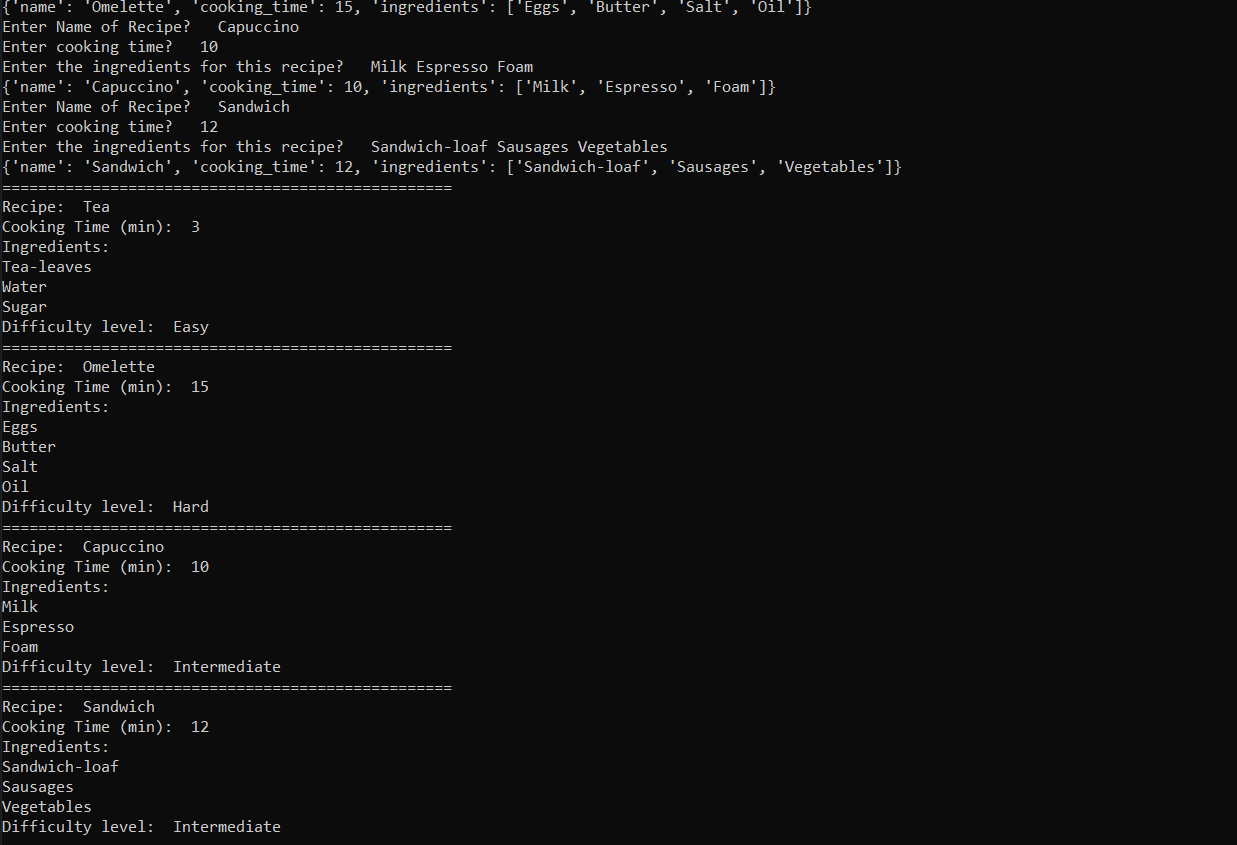 {'name': 'Omelette', 'cooking_time': 15, 'ingredients': ['Eggs', 'Butter', 'Salt', 'Oil']}
Enter Name of Recipe?   Capuccino
Enter cooking time?   10
Enter the ingredients for this recipe?   Milk Espresso Foam
{'name': 'Capuccino', 'cooking_time': 10, 'ingredients': ['Milk', 'Espresso', 'Foam']}
Enter Name of Recipe?   Sandwich
Enter cooking time?   12
Enter the ingredients for this recipe?   Sandwich-loaf Sausages Vegetables
{'name': 'Sandwich', 'cooking_time': 12, 'ingredients': ['Sandwich-loaf', 'Sausages', 'Vegetables']}
==================================================
Recipe:  Tea
Cooking Time (min):  3
Ingredients:
Tea-leaves
Water
Sugar
Difficulty level:  Easy
==================================================
Recipe:  Omelette
Cooking Time (min):  15
Ingredients:
Eggs
Butter
Salt
Oil
Difficulty level:  Hard
==================================================
Recipe:  Capuccino
Cooking Time (min):  10
Ingredients:
Milk
Espresso
Foam
Difficulty level:  Intermediate
==================================================
Recipe:  Sandwich
Cooking Time (min):  12
Ingredients:
Sandwich-loaf
Sausages
Vegetables
Difficulty level:  Intermediate